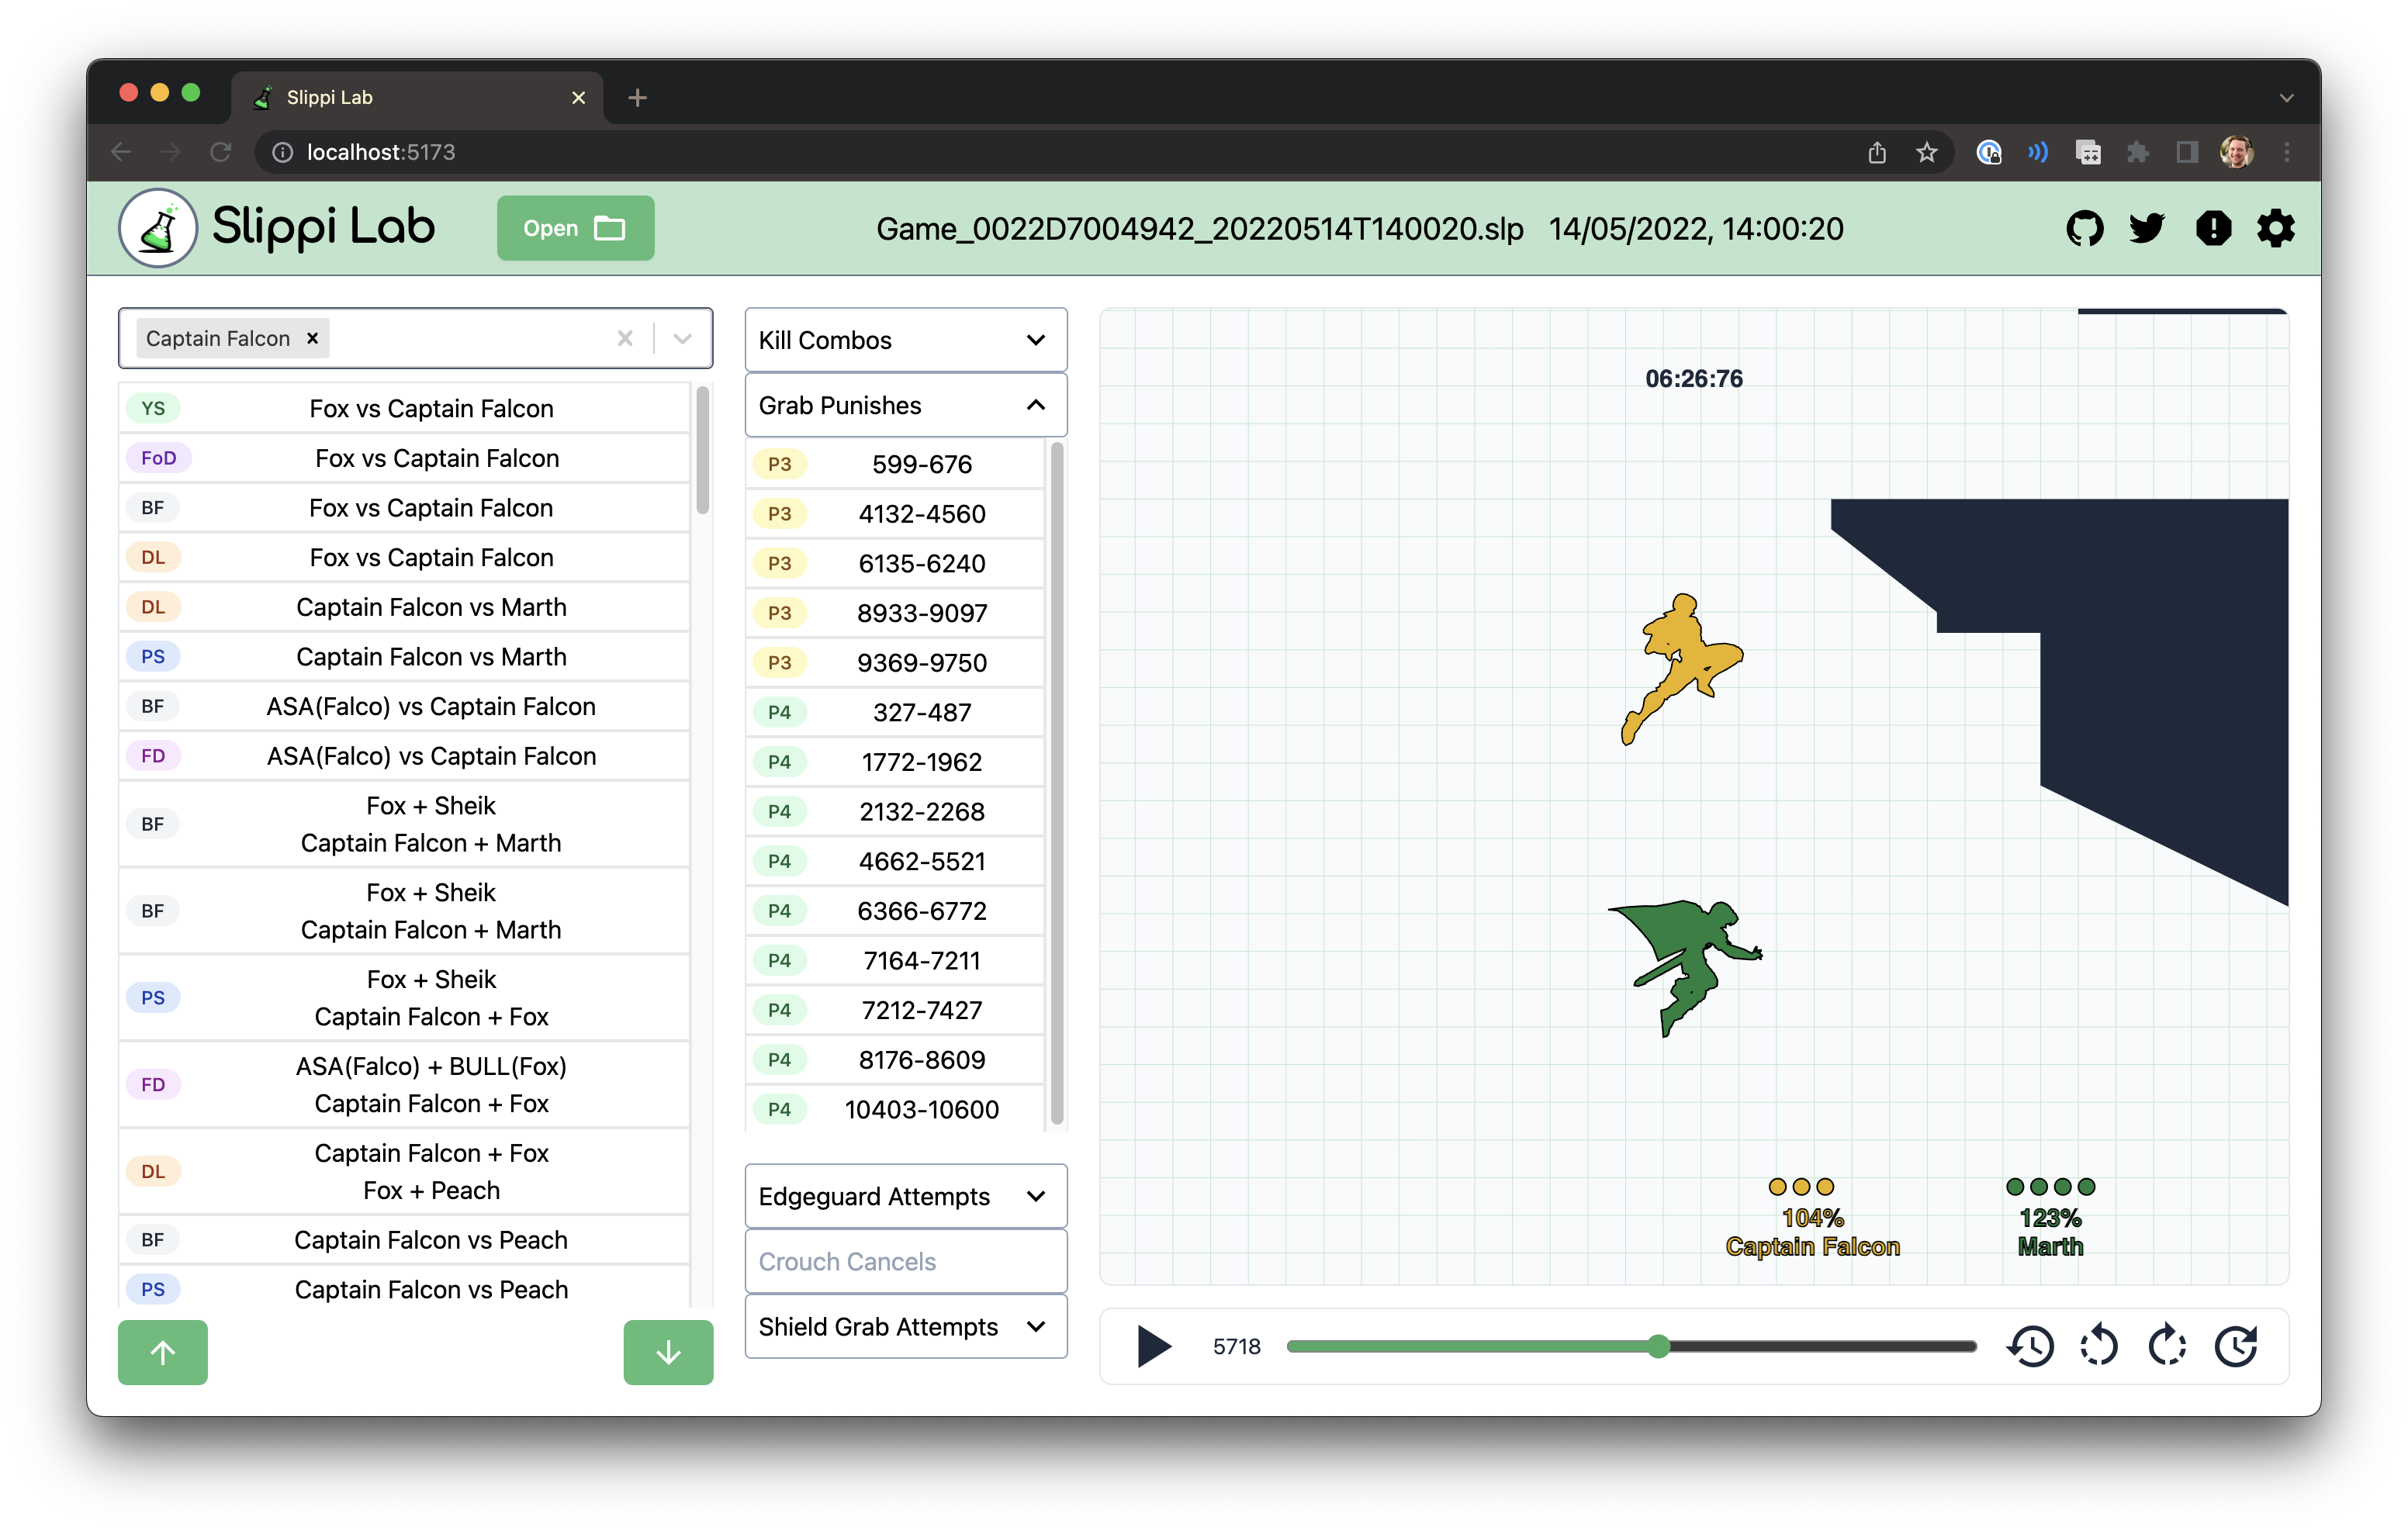 Slippi Lab
localhost:5173
Slippi Lab
Open
Game_0022D7004942_20220514T140020.slp 14/05/2022, 14:00:20
Captain Falcon
YS Fox vs Captain Falcon
FoD Fox vs Captain Falcon
BF Fox vs Captain Falcon
DL Fox vs Captain Falcon
DL Captain Falcon vs Marth
PS Captain Falcon vs Marth
BF ASA(Falco) vs Captain Falcon
FD ASA(Falco) vs Captain Falcon
BF Fox + Sheik
Captain Falcon + Marth
BF Fox + Sheik
Captain Falcon + Marth
PS Fox + Sheik
Captain Falcon + Fox
FD ASA(Falco) + BULL(Fox)
Captain Falcon + Fox
DL Captain Falcon + Fox
Fox + Peach
BF Captain Falcon vs Peach
PS Captain Falcon vs Peach
Kill Combos
Grab Punishes
P3 599-676
P3 4132-4560
P3 6135-6240
P3 8933-9097
P3 9369-9750
P4 327-487
P4 1772-1962
P4 2132-2268
P4 4662-5521
P4 6366-6772
P4 7164-7211
P4 7212-7427
P4 8176-8609
P4 10403-10600
Edgeguard Attempts
Crouch Cancels
Shield Grab Attempts
06:26:76
104%
Captain Falcon
123%
Marth
5718